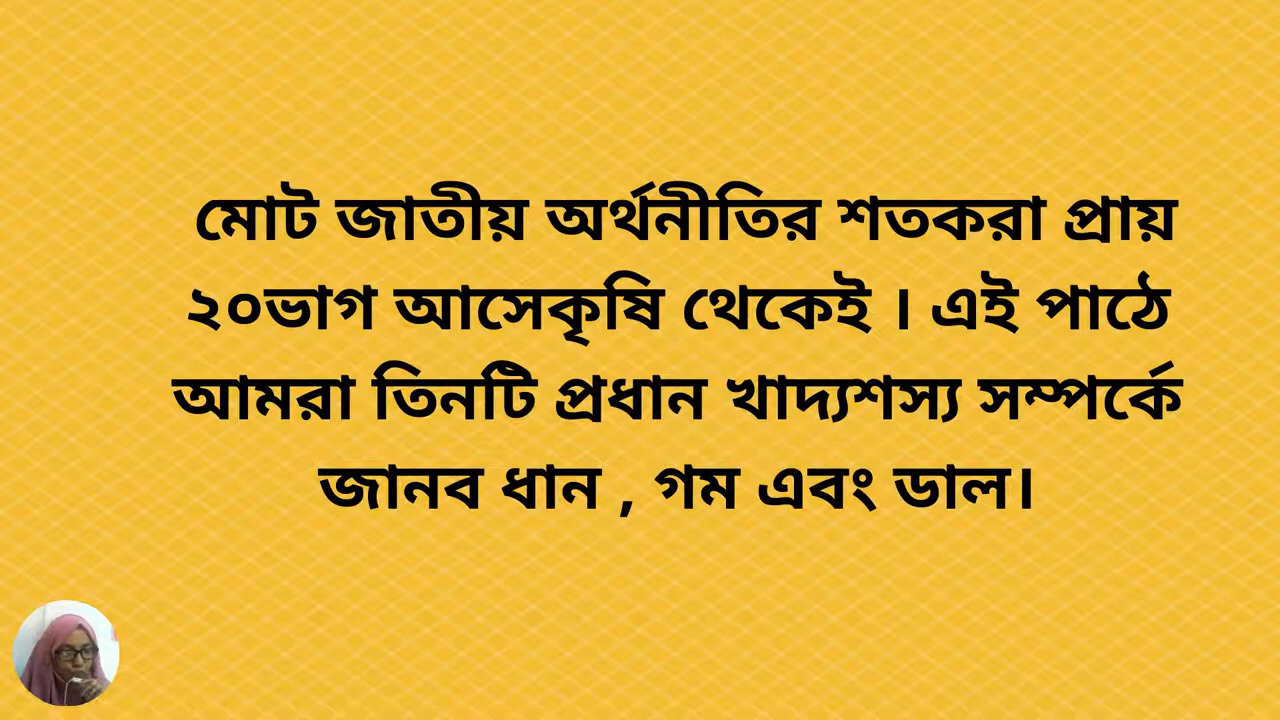 মোট জাতীয় অর্থনীতির শতকরা প্রায়
২০ভাগ আসেকৃষি থেকেই । এই পাঠে
আমরা তিনটি প্রধান খাদ্যশস্য সম্পর্কে
জানব ধান , গম এবং ডাল।